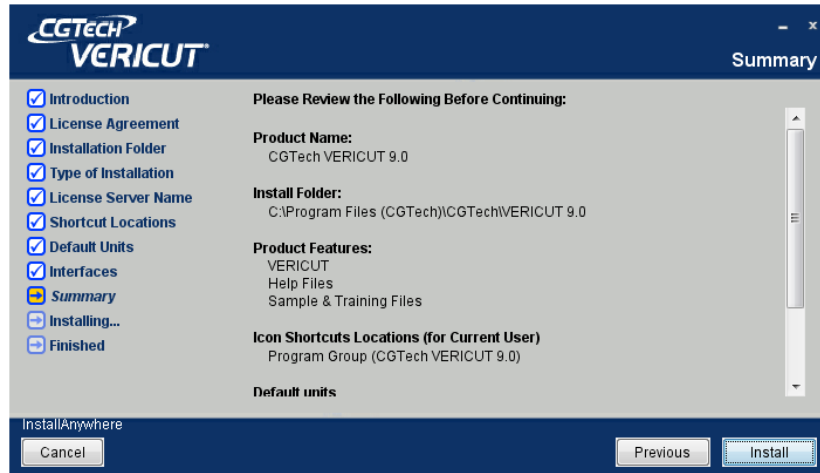 CGTECH
VERICUT
Summary
Introduction
License Agreement
Installation Folder
Type of Installation
License Server Name
Shortcut Locations
Default Units
Interfaces
Summary
Installing...
Finished
Please Review the Following Before Continuing:
Product Name:
CGTech VERICUT 9.0
Install Folder:
C:\Program Files (CGTech)\CGTech\VERICUT 9.0
Product Features:
VERICUT
Help Files
Sample & Training Files
Icon Shortcuts Locations (for Current User)
Program Group (CGTech VERICUT 9.0)
Default units
InstallAnywhere
Cancel
Previous
Install